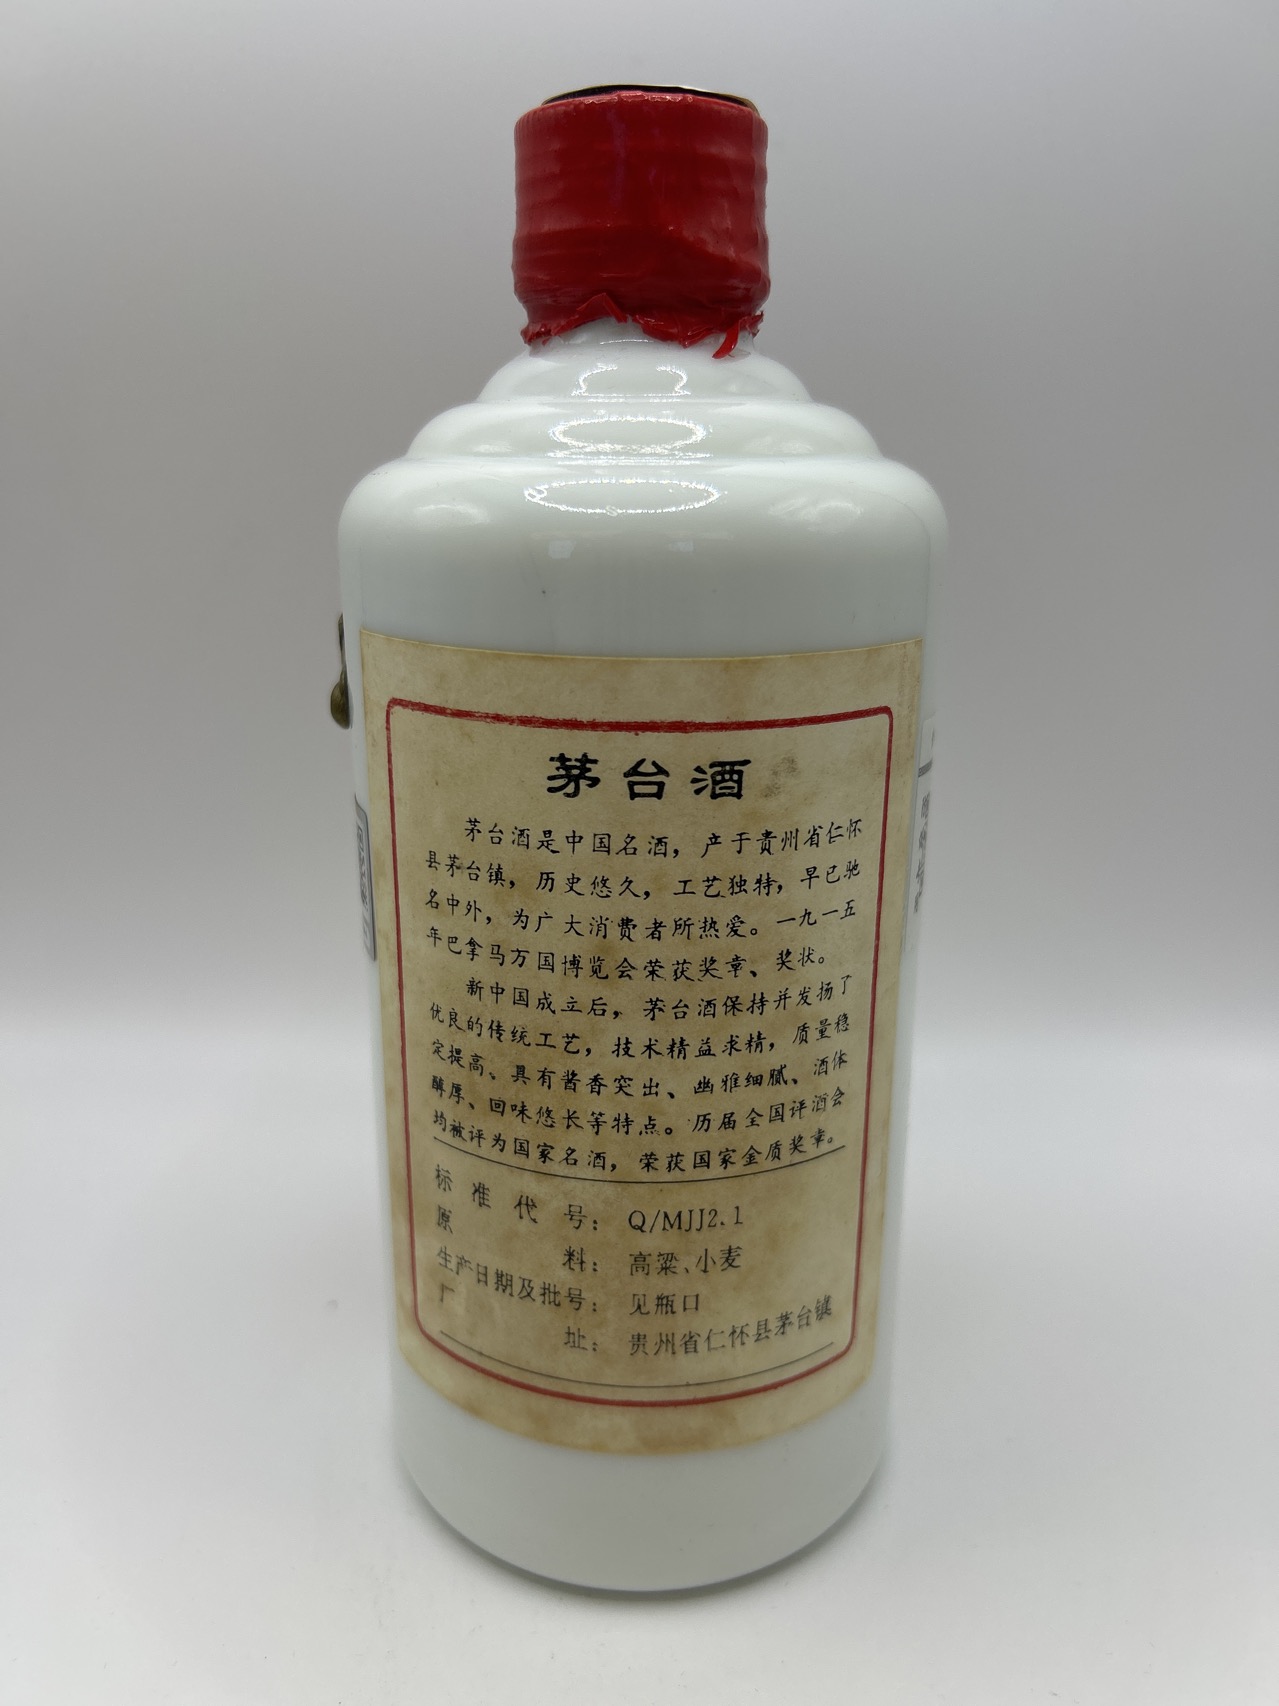 茅台酒
茅台酒是中国名酒，产于贵州省仁怀
县茅台镇，历史悠久，工艺独特，早已驰
名中外，为广大消费者所热爱。一九一五
年巴拿马万国博览会荣获奖章、奖状。
新中国成立后，茅台酒保持并发扬了
优良的传统工艺，技术精益求精，质量稳
定提高。具有酱香突出、幽雅细腻、酒体
醇厚、回味悠长等特点。历届全国评酒会
均被评为国家名酒，荣获国家金质奖章。
标准代号：Q/MJJ2.1
原料：高粱、小麦
生产日期及批号：见瓶口
厂址：贵州省仁怀县茅台镇